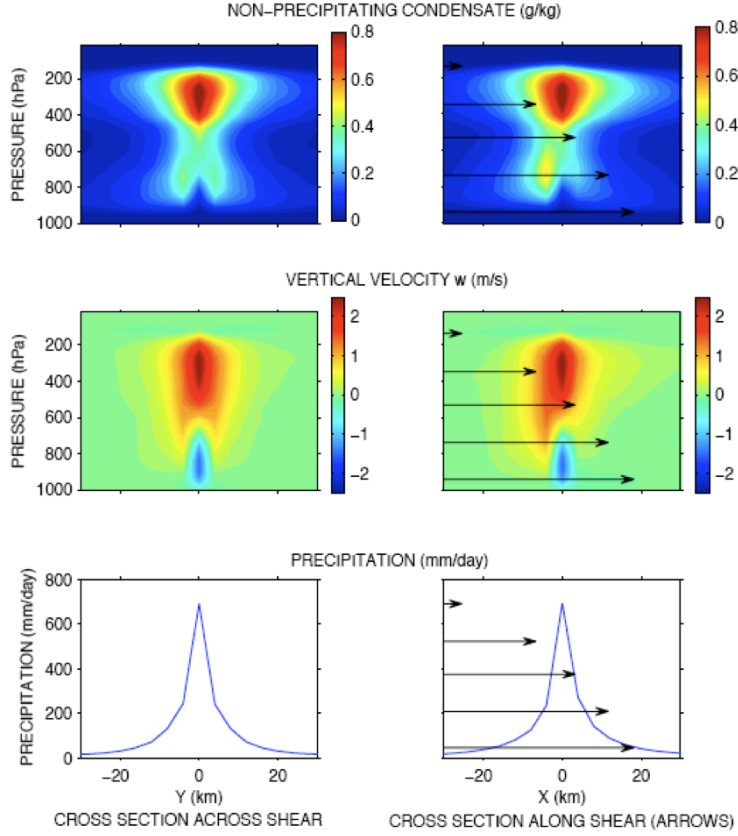 NON−PRECIPITATING CONDENSATE (g/kg)
PRESSURE (hPa)
200
400
600
800
1000
0.8
0.6
0.4
0.2
0
0.8
0.6
0.4
0.2
0
VERTICAL VELOCITY w (m/s)
PRESSURE (hPa)
200
400
600
800
1000
2
1
0
−1
−2
2
1
0
−1
−2
PRECIPITATION (mm/day)
PRECIPITATION (mm/day)
800
600
400
200
0
−20 0 20
−20 0 20
Y (km)
X (km)
CROSS SECTION ACROSS SHEAR
CROSS SECTION ALONG SHEAR (ARROWS)